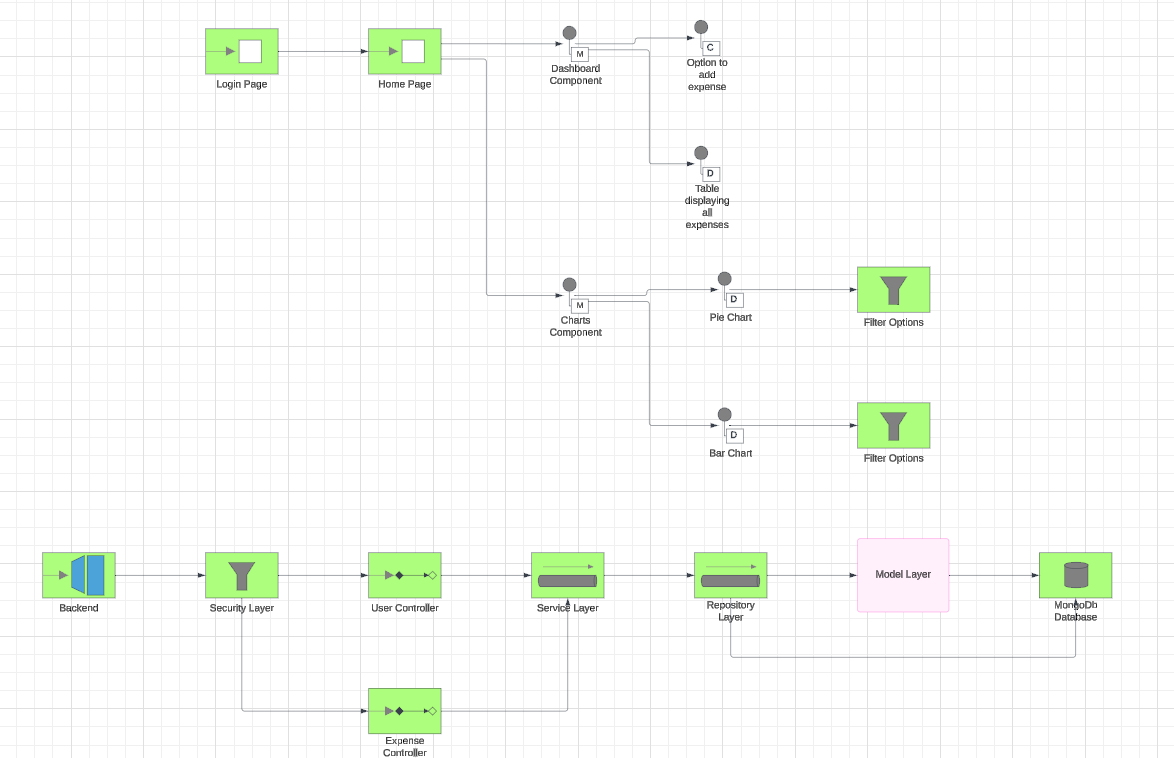 Login Page
Home Page
M
Dashboard
Component
C
Option to
add
expense
D
Table
displaying
all
expenses
M
Charts
Component
D
Pie Chart
Filter Options
D
Bar Chart
Filter Options
Backend
Security Layer
User Controller
Service Layer
Repository
Layer
Model Layer
MongoDb
Database
Expense
Controller